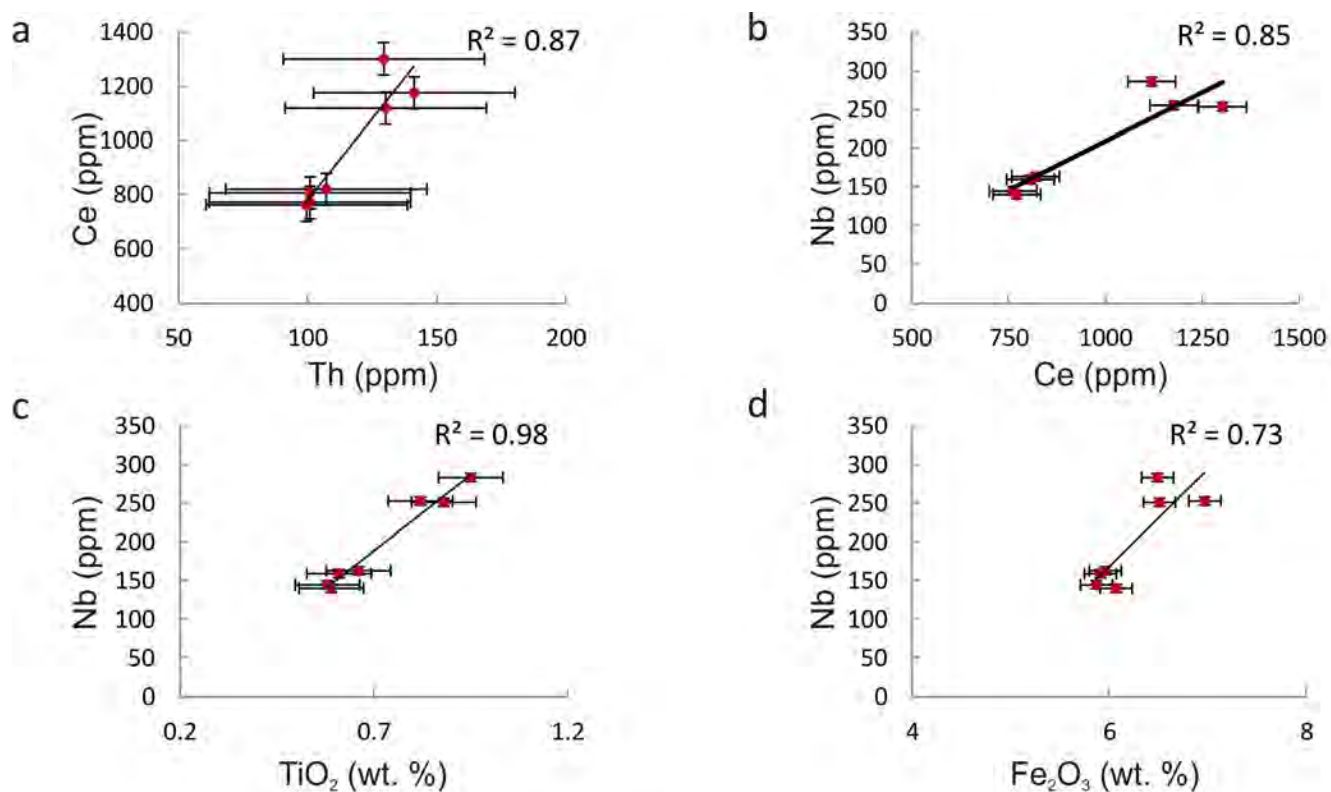 a
R² = 0.87
Ce (ppm)
1400
1200
1000
800
600
400
50 100 150 200
Th (ppm)
b
R² = 0.85
Nb (ppm)
350
300
250
200
150
100
50
0
500 750 1000 1250 1500
Ce (ppm)
c
R² = 0.98
Nb (ppm)
350
300
250
200
150
100
50
0
0.2 0.7 1.2
TiO₂ (wt. %)
d
R² = 0.73
Nb (ppm)
350
300
250
200
150
100
50
0
4 6 8
Fe₂O₃ (wt. %)